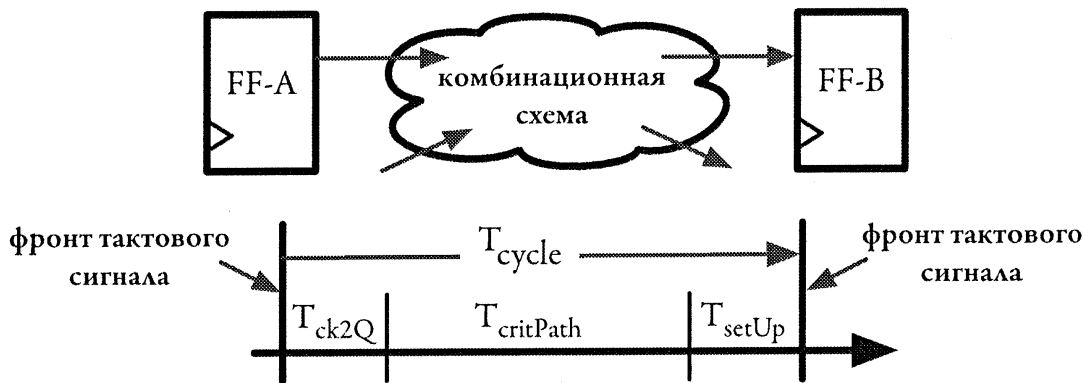 FF-A
комбинационная
схема
FF-B
фронт тактового
сигнала
T_cycle
фронт тактового
сигнала
T_ck2Q
T_critPath
T_setUp